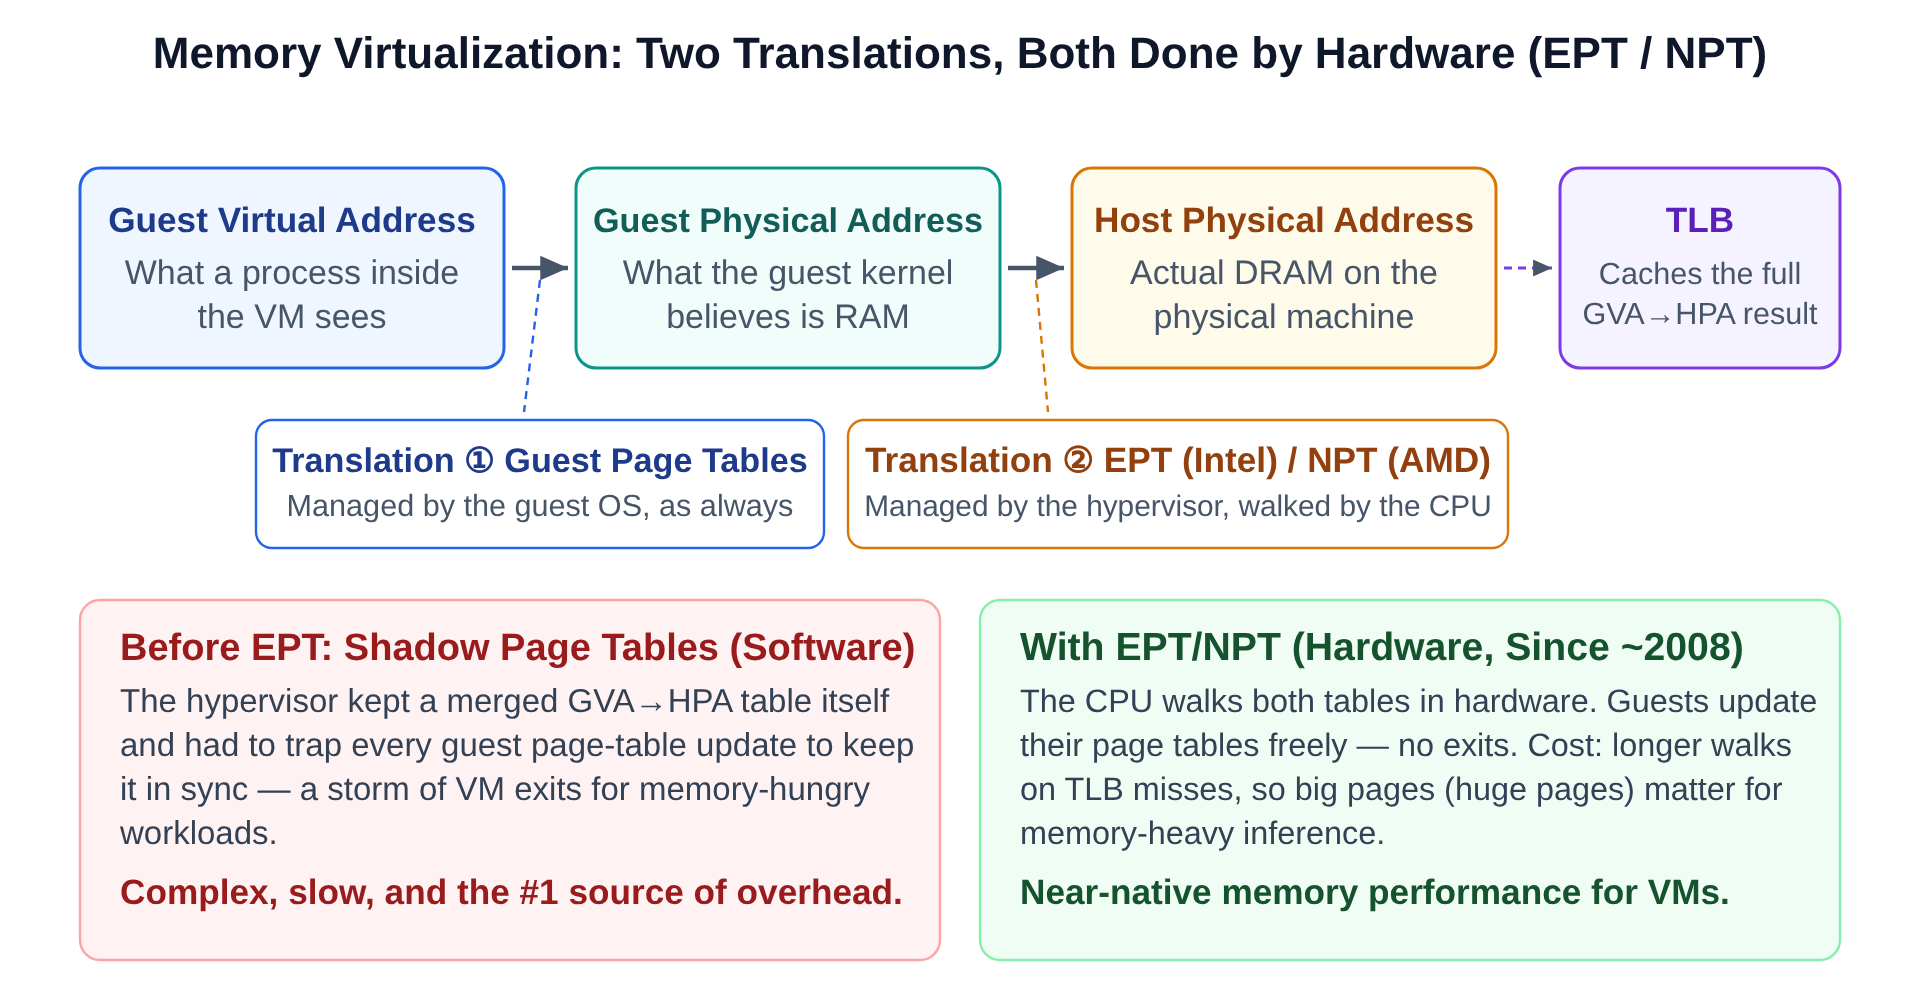 Memory Virtualization: Two Translations, Both Done by Hardware (EPT / NPT)
Guest Virtual Address
What a process inside
the VM sees
Guest Physical Address
What the guest kernel
believes is RAM
Host Physical Address
Actual DRAM on the
physical machine
TLB
Caches the full
GVA→HPA result
Translation ① Guest Page Tables
Managed by the guest OS, as always
Translation ② EPT (Intel) / NPT (AMD)
Managed by the hypervisor, walked by the CPU
Before EPT: Shadow Page Tables (Software)
The hypervisor kept a merged GVA→HPA table itself
and had to trap every guest page-table update to keep
it in sync — a storm of VM exits for memory-hungry
workloads.
Complex, slow, and the #1 source of overhead.
With EPT/NPT (Hardware, Since ~2008)
The CPU walks both tables in hardware. Guests update
their page tables freely — no exits. Cost: longer walks
on TLB misses, so big pages (huge pages) matter for
memory-heavy inference.
Near-native memory performance for VMs.